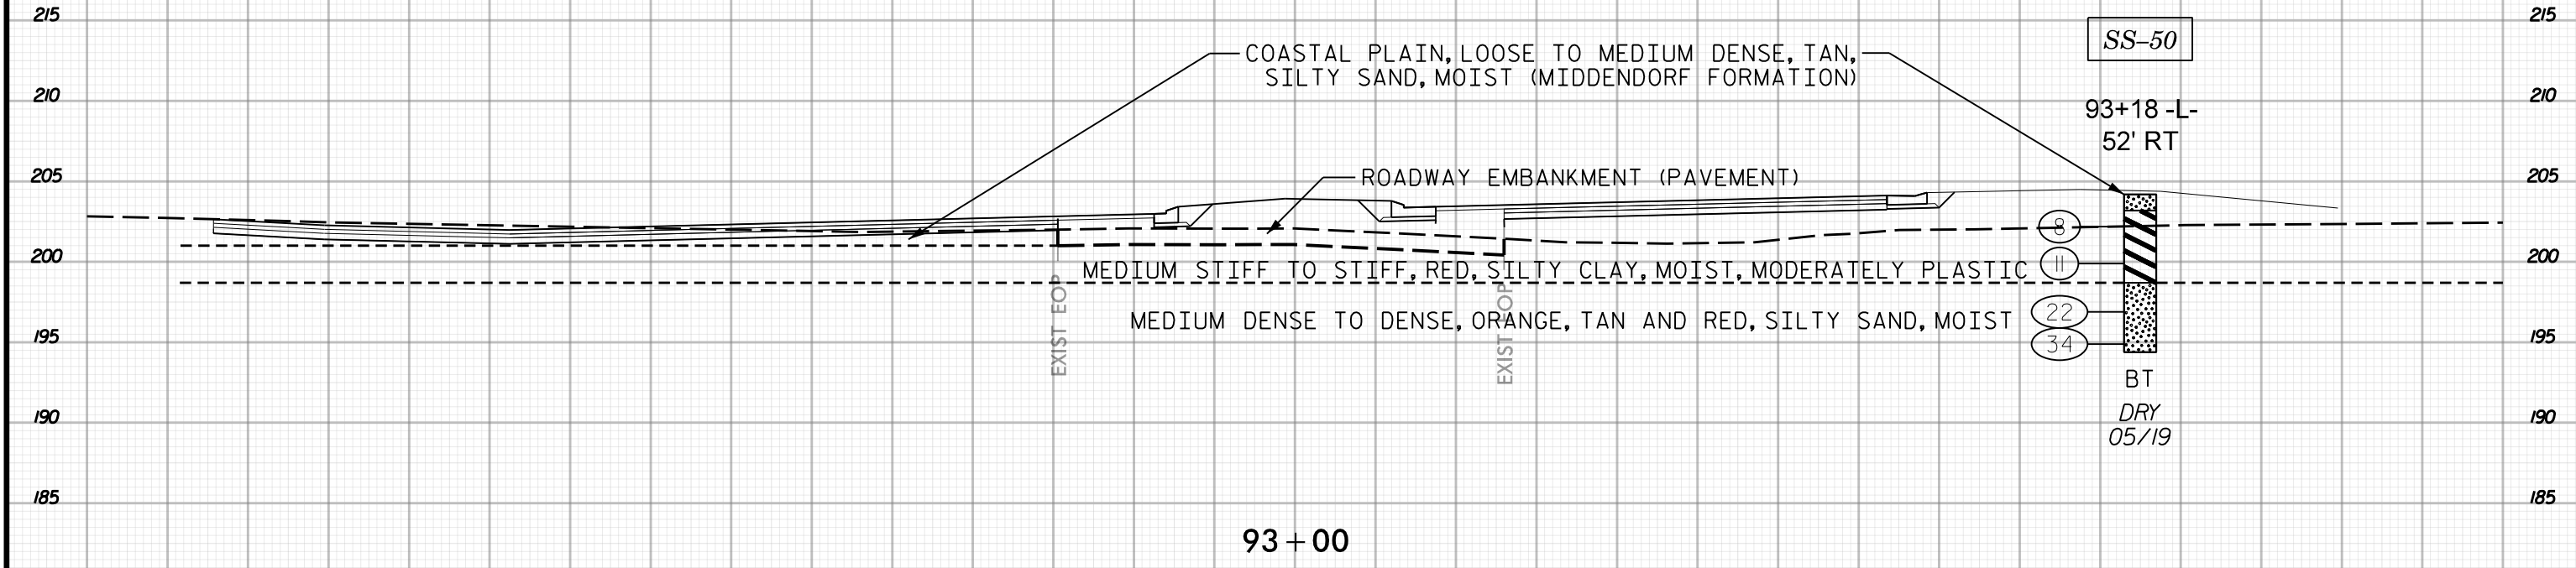 215
215
SS-50
COASTAL PLAIN, LOOSE TO MEDIUM DENSE, TAN,
SILTY SAND, MOIST (MIDDENDORF FORMATION)
210
210
93+18 -L-
52' RT
205
205
ROADWAY EMBANKMENT (PAVEMENT)
8
200
200
MEDIUM STIFF TO STIFF, RED, SILTY CLAY, MOIST, MODERATELY PLASTIC
11
EXIST EOP
EXIST EOP
22
MEDIUM DENSE TO DENSE, ORANGE, TAN AND RED, SILTY SAND, MOIST
195
195
34
BT
190
190
DRY
05/19
185
185
93+00